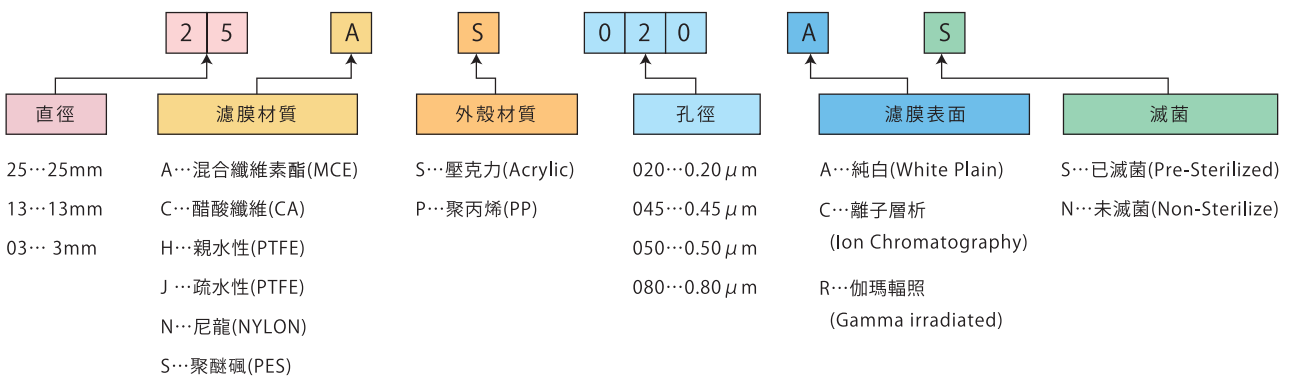 25 A S 020 A S
直徑 濾膜材質 外殼材質 孔徑 濾膜表面 滅菌
25…25mm A…混合纖維素酯(MCE) S…壓克力(Acrylic) 020…0.20μm A…純白(White Plain) S…已滅菌(Pre-Sterilized)
13…13mm C…醋酸纖維(CA) P…聚丙烯(PP) 045…0.45μm C…離子層析 N…未滅菌(Non-Sterilize)
(Ion Chromatography)
03… 3mm H…親水性(PTFE) 050…0.50μm
J…疏水性(PTFE) 080…0.80μm R…伽瑪輻照
(Gamma irradiated)
N…尼龍(NYLON)
S…聚醚碸(PES)